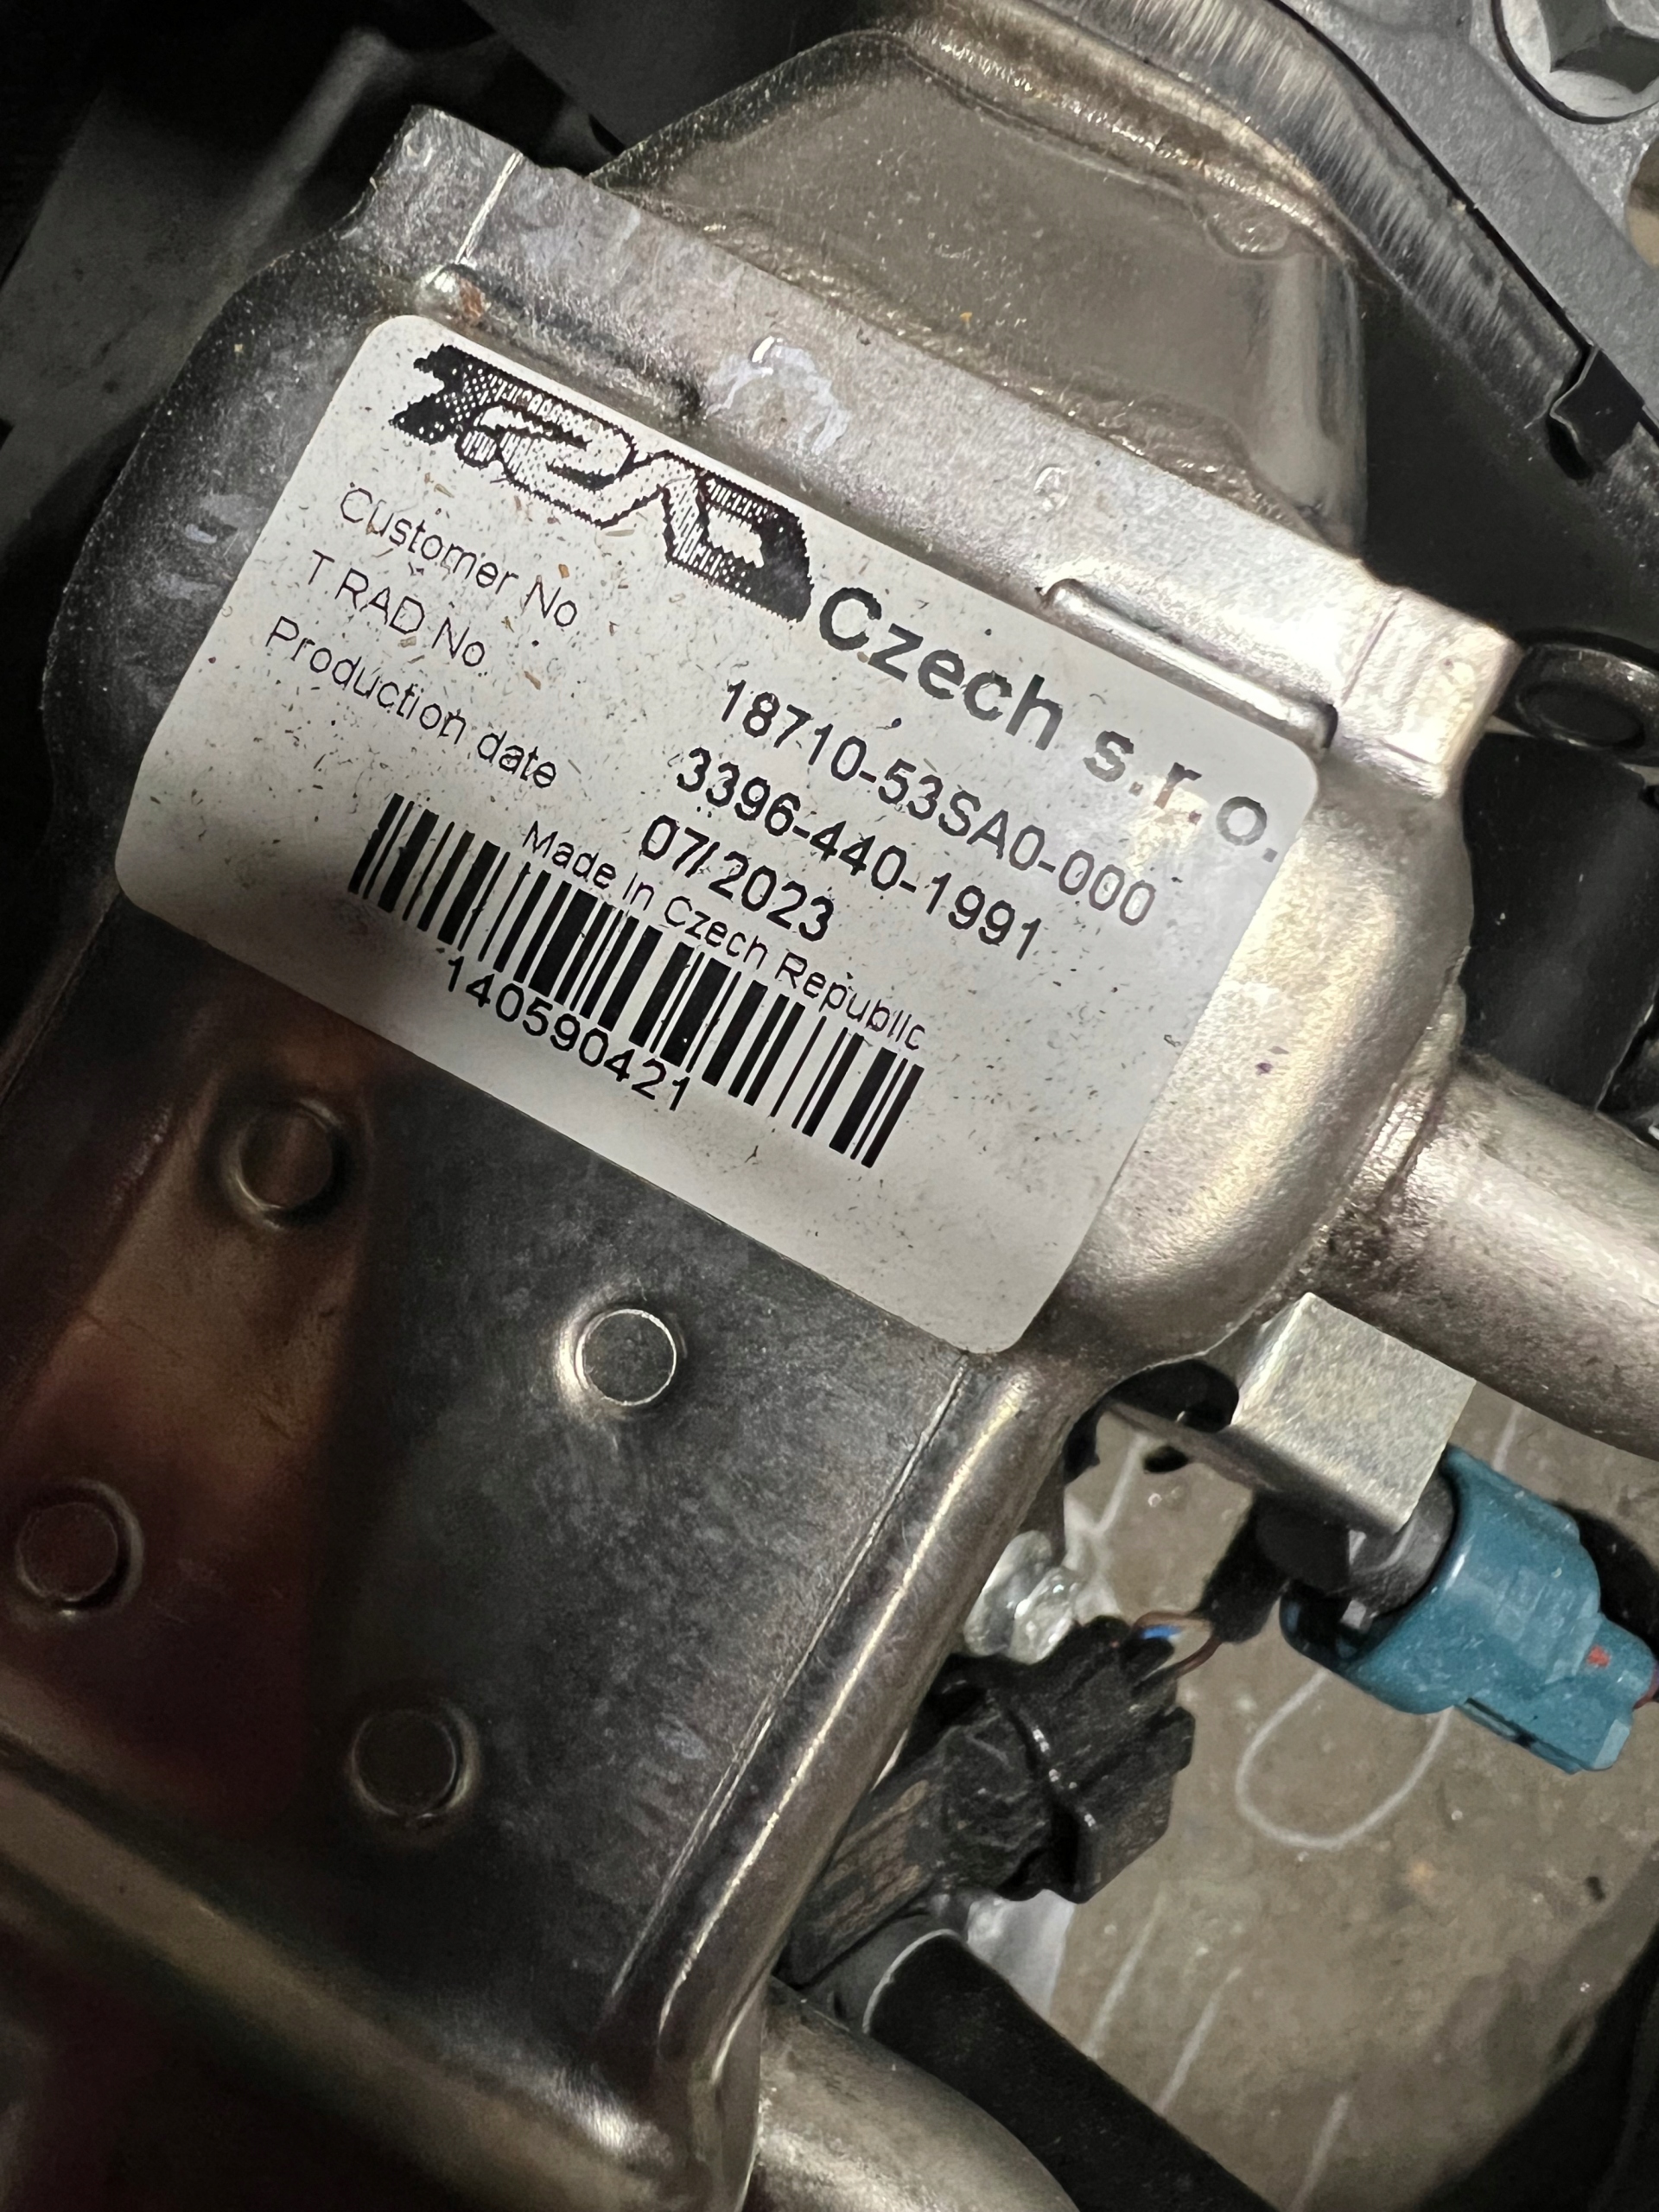 TRAD Czech s.r.o.
Customer No 18710-53SA0-000
T RAD No 3396-440-1991
Production date 07/2023
Made in Czech Republic
140590421